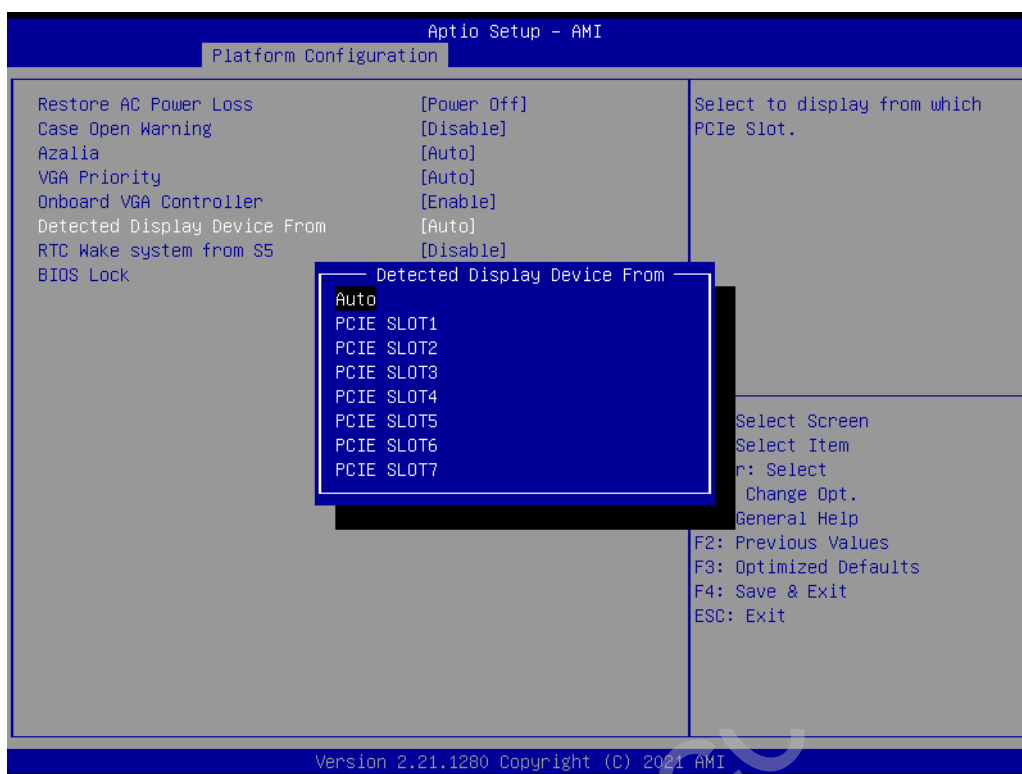 Aptio Setup – AMI
Platform Configuration
Restore AC Power Loss [Power Off]
Case Open Warning [Disable]
Azalia [Auto]
VGA Priority [Auto]
Onboard VGA Controller [Enable]
Detected Display Device From [Auto]
RTC Wake system from S5 [Disable]
BIOS Lock
Select to display from which
PCIe Slot.
Detected Display Device From
Auto
PCIE SLOT1
PCIE SLOT2
PCIE SLOT3
PCIE SLOT4
PCIE SLOT5
PCIE SLOT6
PCIE SLOT7
Select Screen
Select Item
r: Select
Change Opt.
General Help
F2: Previous Values
F3: Optimized Defaults
F4: Save & Exit
ESC: Exit
Version 2.21.1280 Copyright (C) 2021 AMI